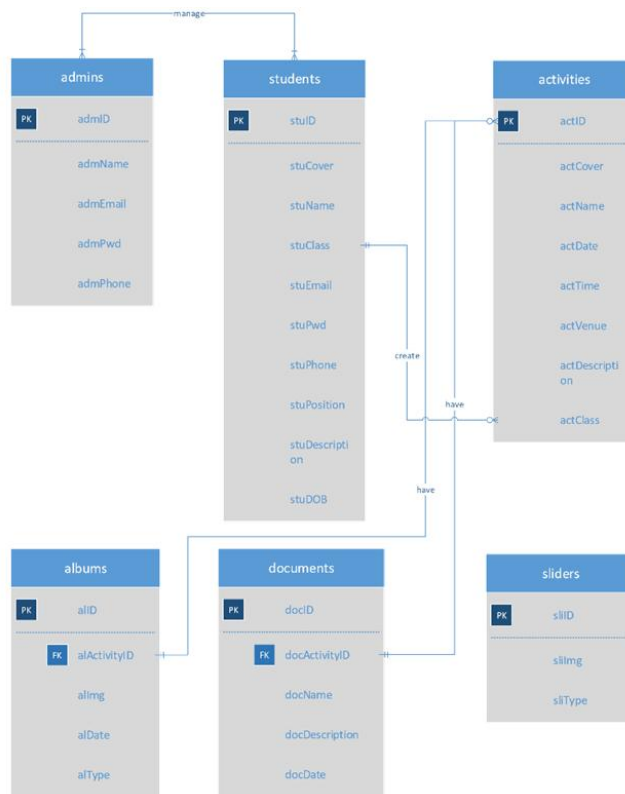 manage
admins
PK admID
admName
admEmail
admPwd
admPhone
students
PK stuID
stuCover
stuName
stuClass
stuEmail
stuPwd
stuPhone
stuPosition
stuDescripti
on
stuDOB
activities
PK actID
actCover
actName
actDate
actTime
actVenue
actDescripti
on
actClass
create
have
have
albums
PK alID
FK alActivityID
alImg
alDate
alType
documents
PK docID
FK docActivityID
docName
docDescription
docDate
sliders
PK sliID
sliImg
sliType